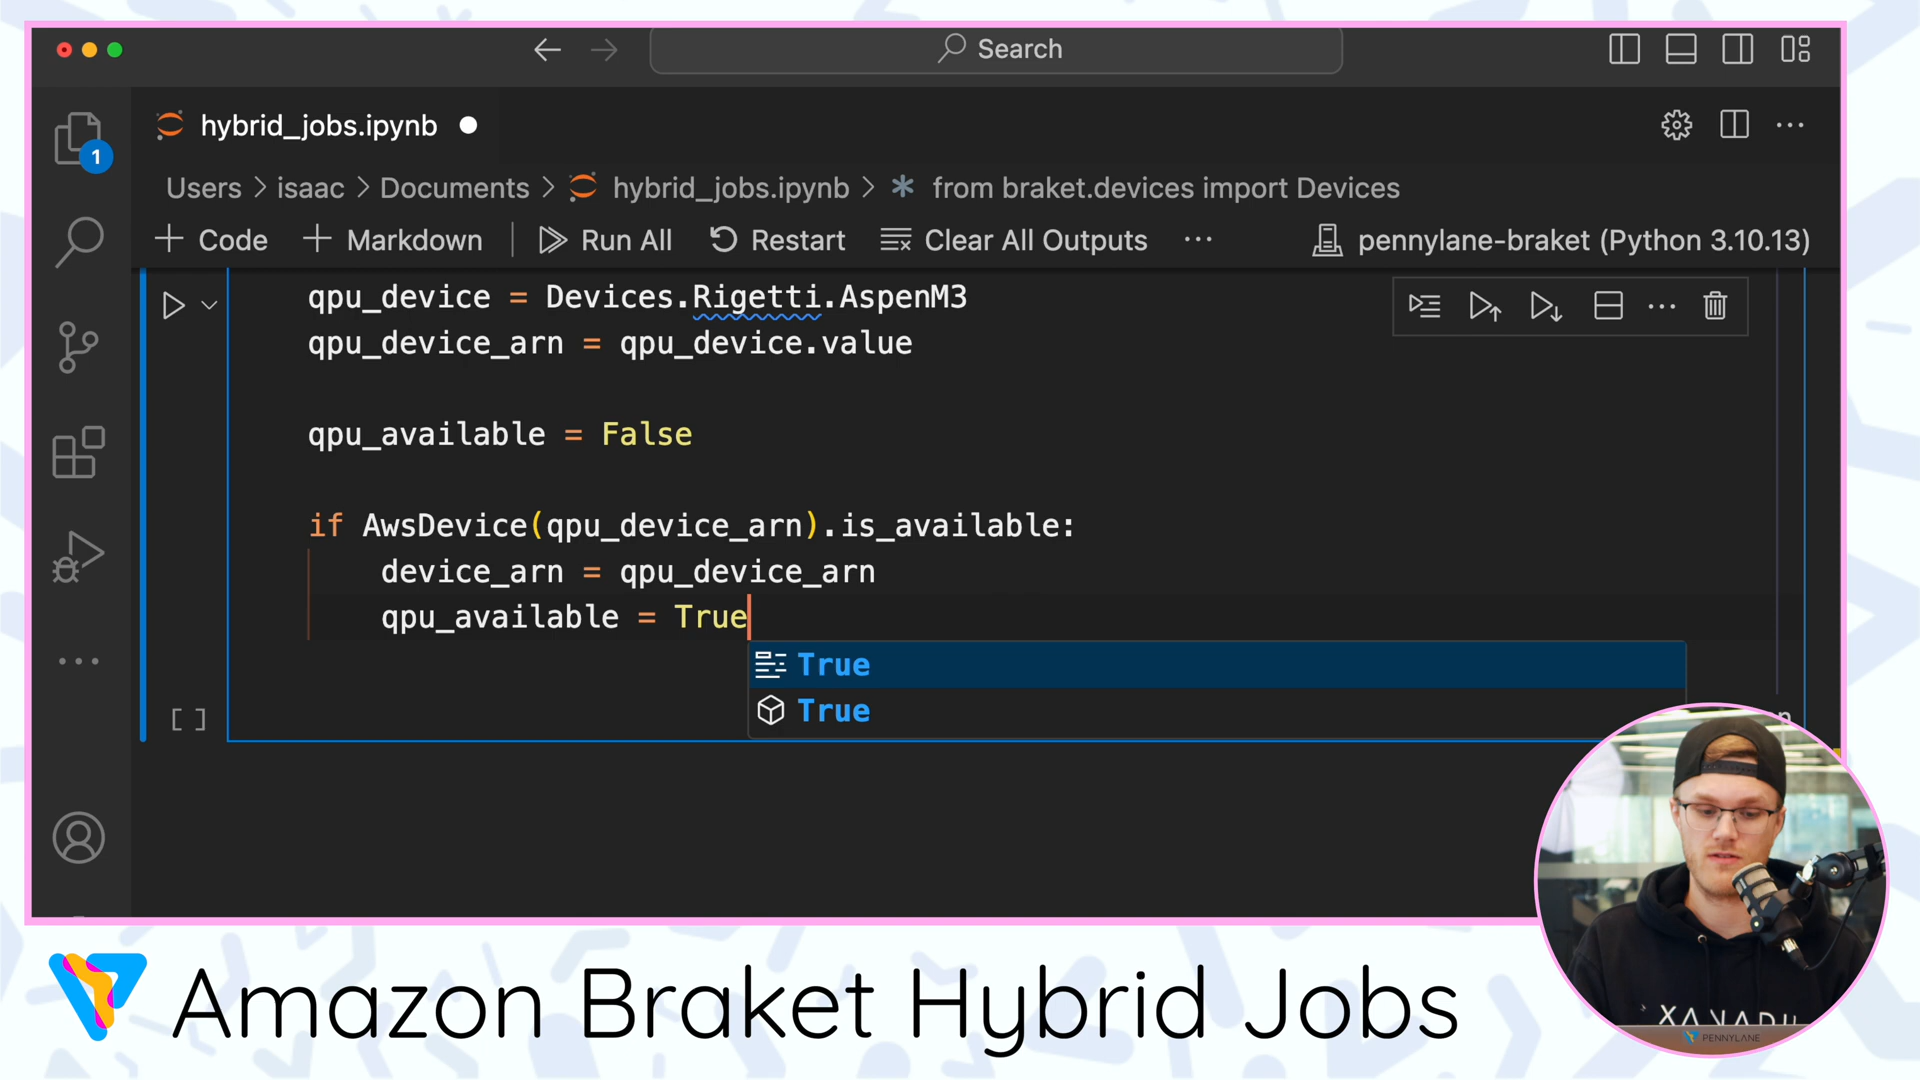 Search
hybrid_jobs.ipynb
1
Users > isaac > Documents > hybrid_jobs.ipynb > from braket.devices import Devices
+ Code + Markdown | Run All Restart Clear All Outputs ... pennylane-braket (Python 3.10.13)
qpu_device = Devices.Rigetti.AspenM3
qpu_device_arn = qpu_device.value
qpu_available = False
if AwsDevice(qpu_device_arn).is_available:
device_arn = qpu_device_arn
qpu_available = True
True
True
[ ]
n
XANADU
PENNYLANE
Amazon Braket Hybrid Jobs